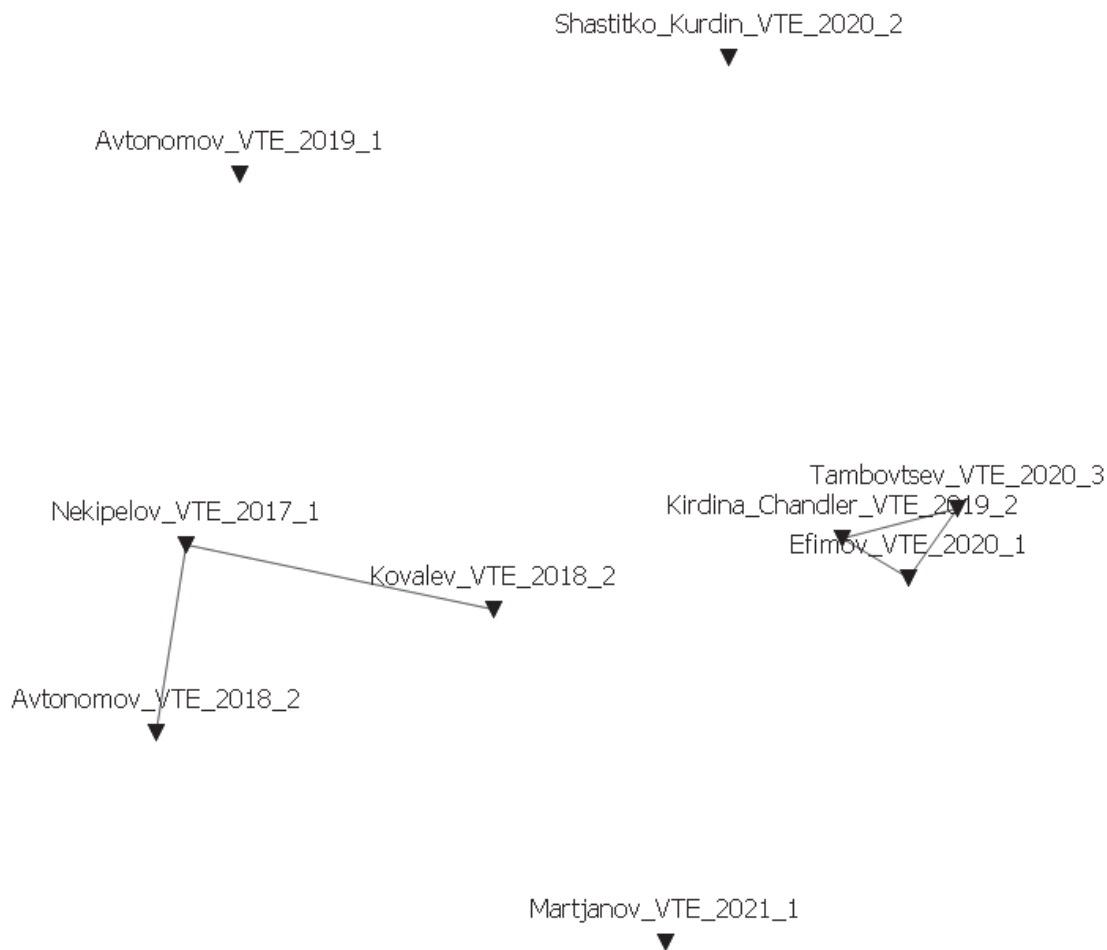 Shastitko_Kurdin_VTE_2020_2
Avtonomov_VTE_2019_1
Tambovtsev_VTE_2020_3
Kirdina_Chandler_VTE_2019_2
Nekipelov_VTE_2017_1
Efimov_VTE_2020_1
Kovalev_VTE_2018_2
Avtonomov_VTE_2018_2
Martjanov_VTE_2021_1